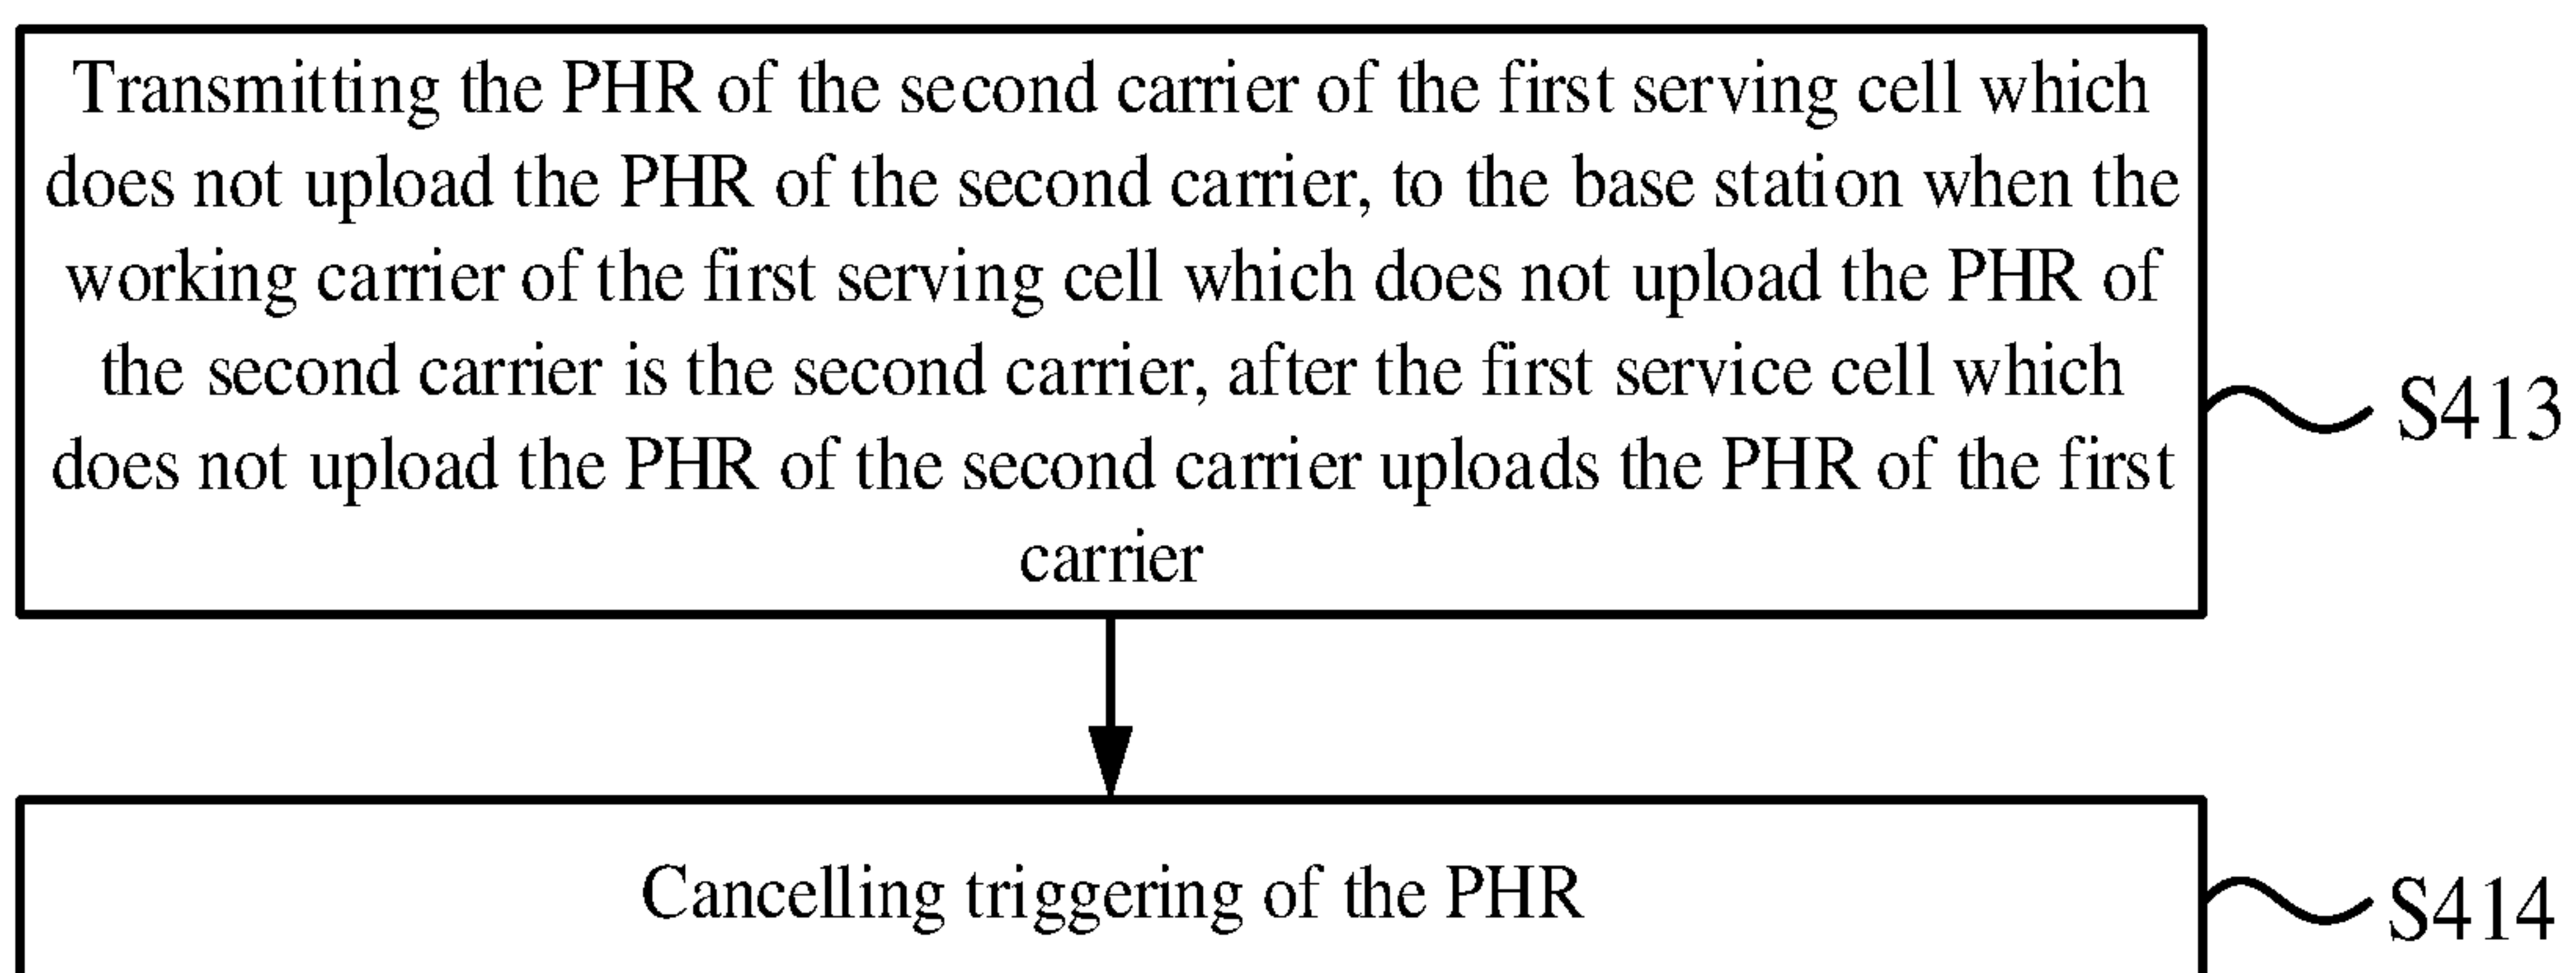 Transmitting the PHR of the second carrier of the first serving cell which
does not upload the PHR of the second carrier, to the base station when the
working carrier of the first serving cell which does not upload the PHR of
the second carrier is the second carrier, after the first service cell which
does not upload the PHR of the second carrier uploads the PHR of the first
carrier
S413
Cancelling triggering of the PHR
S414